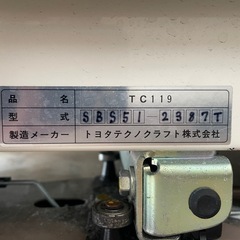 品 名 TC119
型 式 SBS51-2387T
製造メーカー トヨタテクノクラフト株式会社